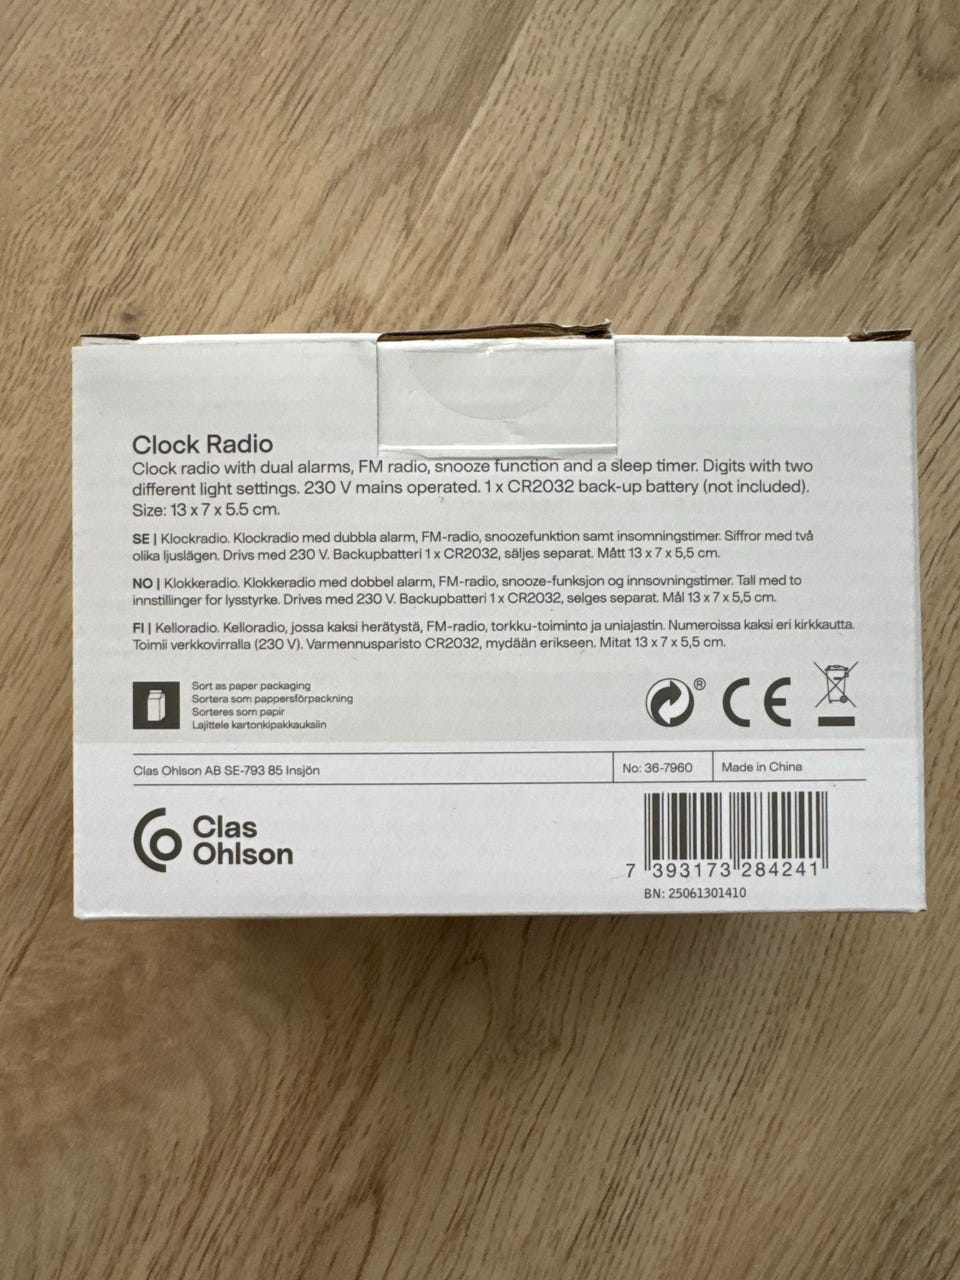 Clock Radio
Clock radio with dual alarms, FM radio, snooze function and a sleep timer. Digits with two
different light settings. 230 V mains operated. 1 x CR2032 back-up battery (not included).
Size: 13 x 7 x 5.5 cm.
SE | Klockradio. Klockradio med dubbla alarm, FM-radio, snoozefunktion samt insomningstimer. Siffror med två
olika ljuslägen. Drivs med 230 V. Backupbatteri 1 x CR2032, säljes separat. Mått 13 x 7 x 5,5 cm.
NO | Klokkeradio. Klokkeradio med dobbel alarm, FM-radio, snooze-funksjon og innsovningstimer. Tall med to
innstillinger for lysstyrke. Drives med 230 V. Backupbatteri 1 x CR2032, selges separat. Mål 13 x 7 x 5,5 cm.
FI | Kelloradio. Kelloradio, jossa kaksi herätystä, FM-radio, torkku-toiminto ja uniajastin. Numeroissa kaksi eri kirkkautta.
Toimii verkkovirralla (230 V). Varmennusparisto CR2032, mydään erikseen. Mitat 13 x 7 x 5,5 cm.
Sort as paper packaging
Sortera som pappersförpackning
Sorteres som papir
Lajittele kartonkipakkauksiin
® CE
Clas Ohlson AB SE-793 85 Insjön No: 36-7960 Made in China
Clas
Ohlson
7 393173 284241
BN: 25061301410